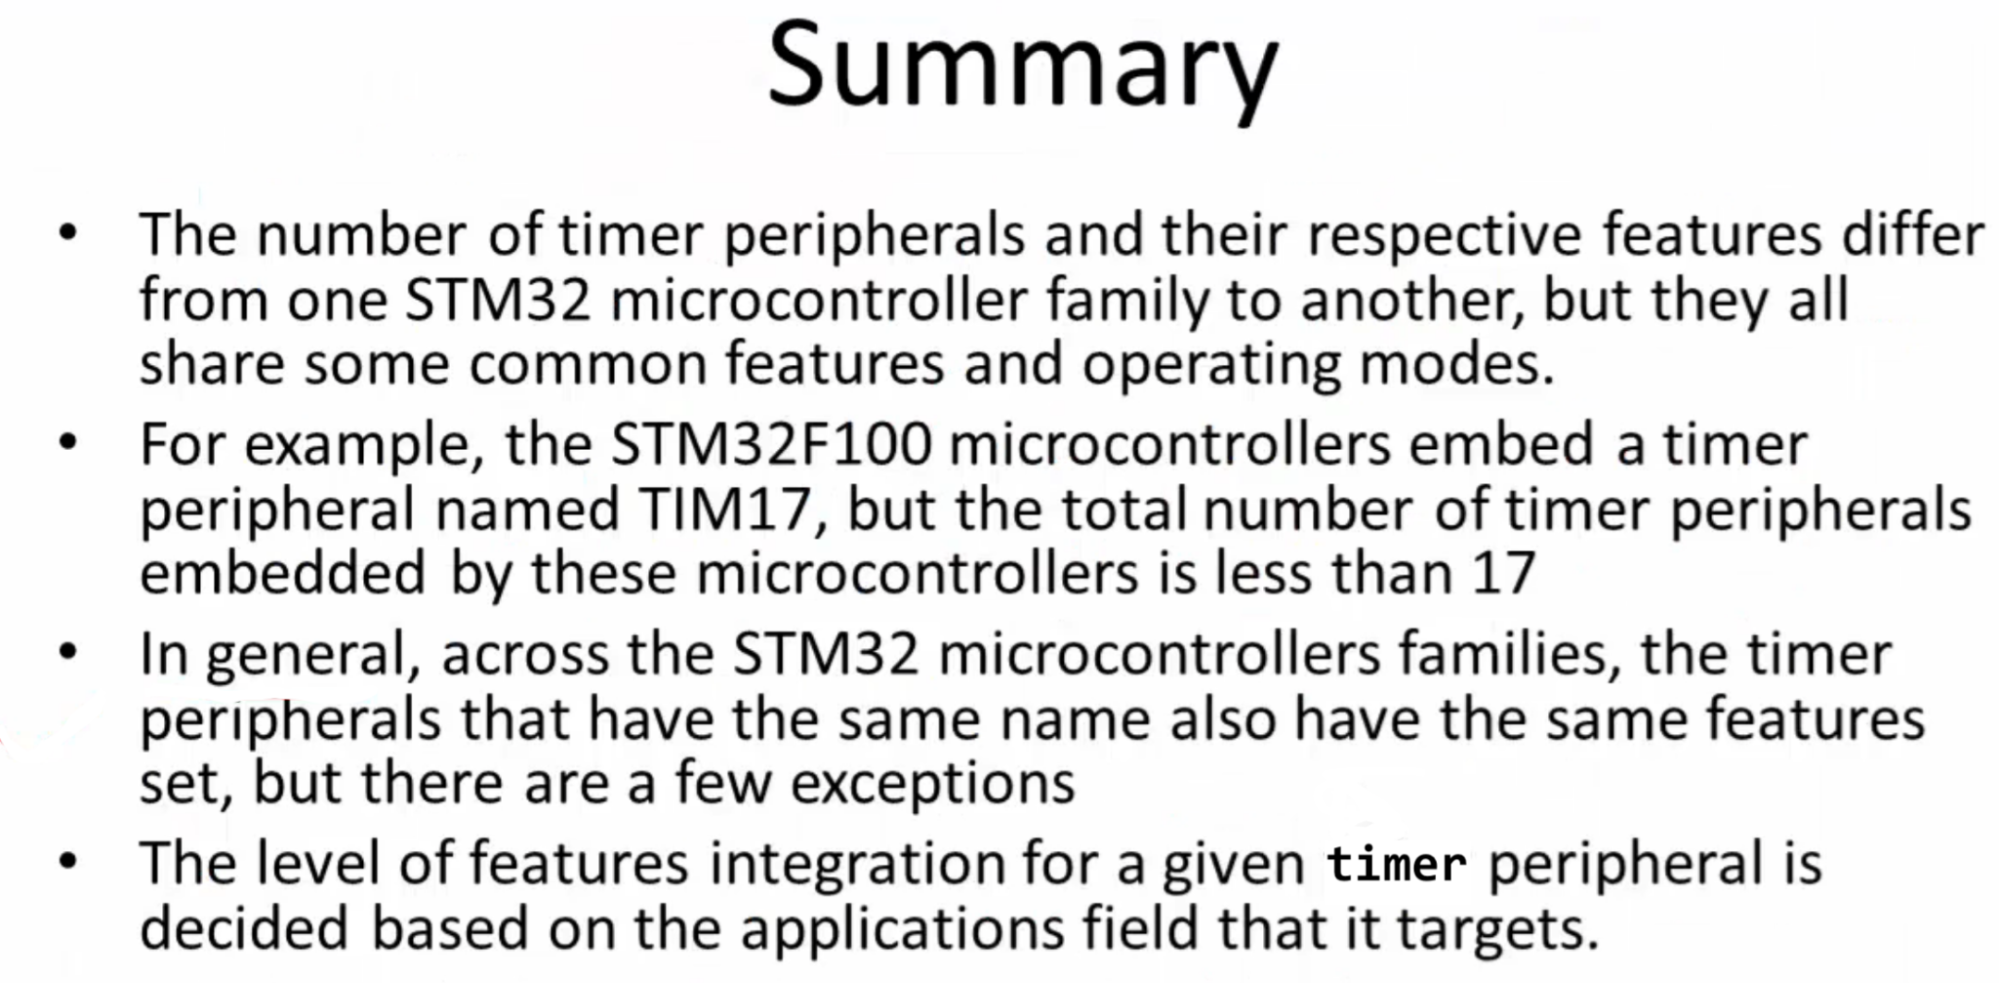 Summary
• The number of timer peripherals and their respective features differ
from one STM32 microcontroller family to another, but they all
share some common features and operating modes.
• For example, the STM32F100 microcontrollers embed a timer
peripheral named TIM17, but the total number of timer peripherals
embedded by these microcontrollers is less than 17
• In general, across the STM32 microcontrollers families, the timer
peripherals that have the same name also have the same features
set, but there are a few exceptions
• The level of features integration for a given timer peripheral is
decided based on the applications field that it targets.